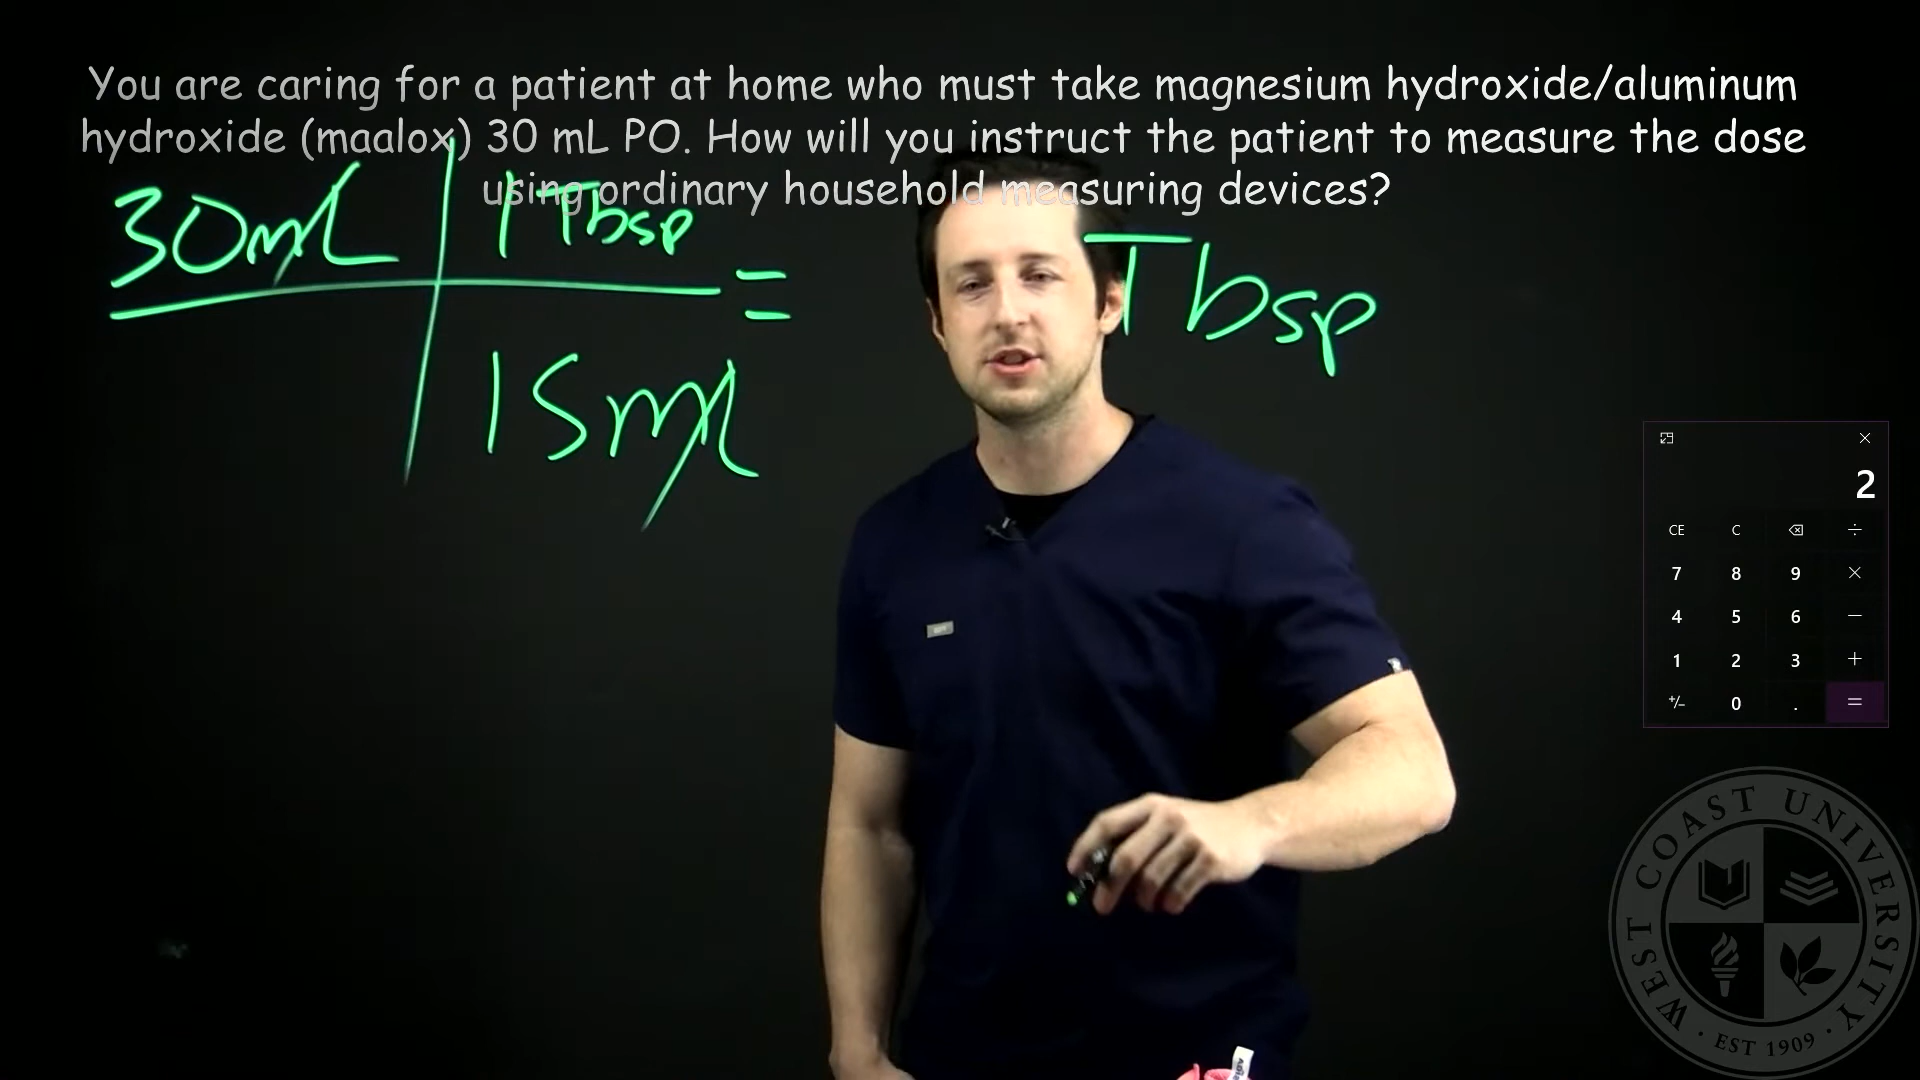 You are caring for a patient at home who must take magnesium hydroxide/aluminum
hydroxide (maalox) 30 mL PO. How will you instruct the patient to measure the dose
using ordinary household measuring devices?
30mL | 1 Tbsp
=
Tbsp
15mL
2
CE C ÷
7 8 9 ×
4 5 6 −
1 2 3 +
+/− 0 . =
WEST COAST UNIVERSITY
· EST 1909 ·